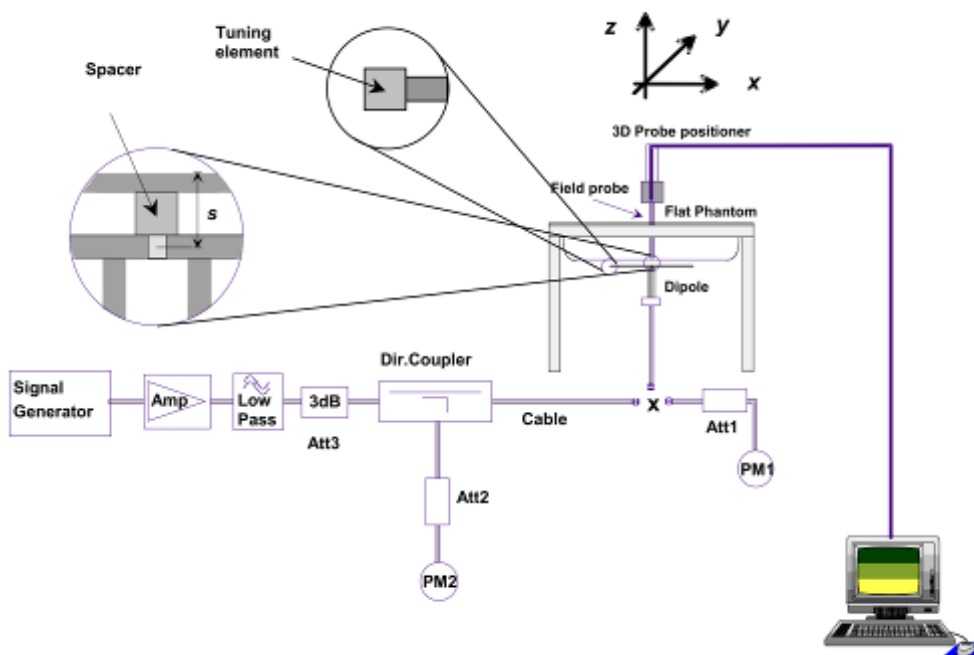 Tuning
element
Spacer
z
y
x
3D Probe positioner
Field probe
Flat Phantom
s
Dipole
Dir.Coupler
Signal
Generator
Amp
Low
Pass
3dB
Att3
Cable
x
Att1
PM1
Att2
PM2